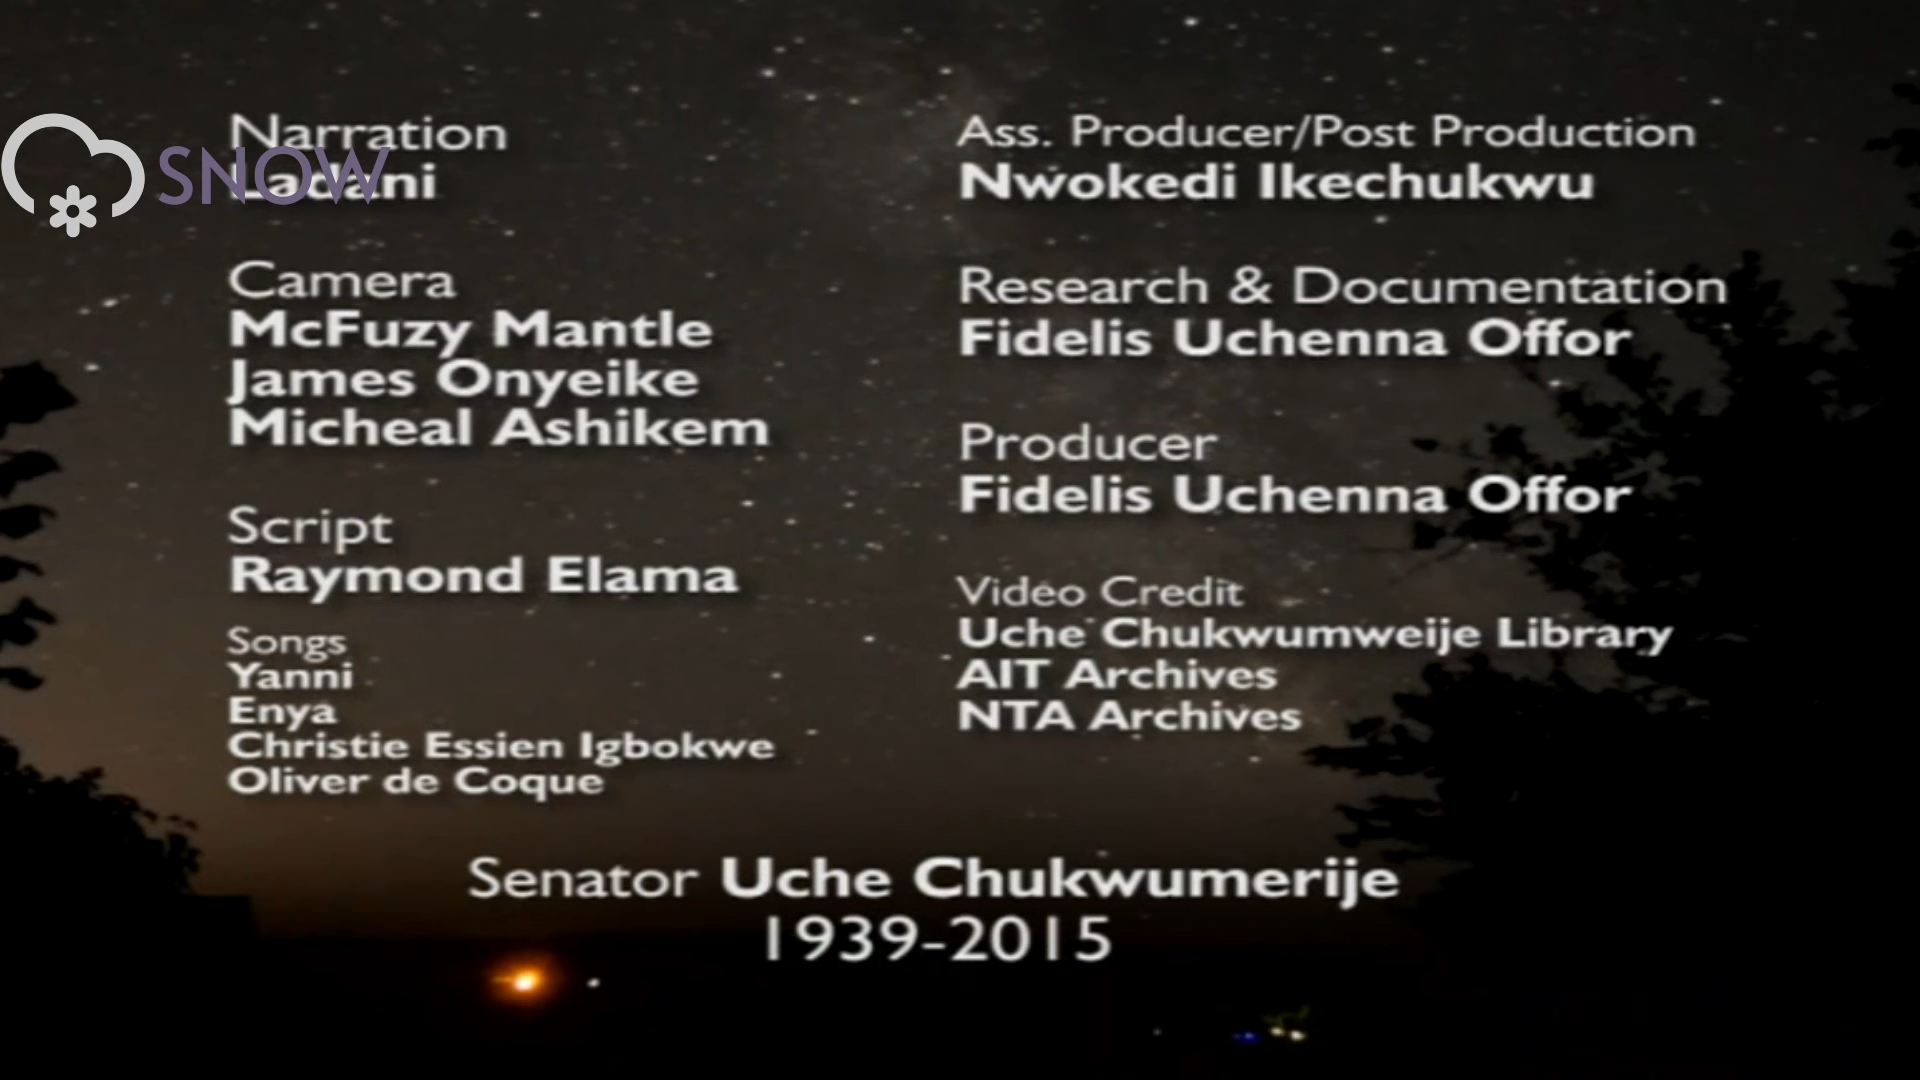 SNOW
Narration
Camera
McFuzy Mantle
James Onyeike
Micheal Ashikem
Script
Raymond Elama
Songs
Yanni
Enya
Christie Essien Igbokwe
Oliver de Coque
Ass. Producer/Post Production
Nwokedi Ikechukwu
Research & Documentation
Fidelis Uchenna Offor
Producer
Fidelis Uchenna Offor
Video Credit
Uche Chukwumweije Library
AIT Archives
NTA Archives
Senator Uche Chukwumerije
1939-2015